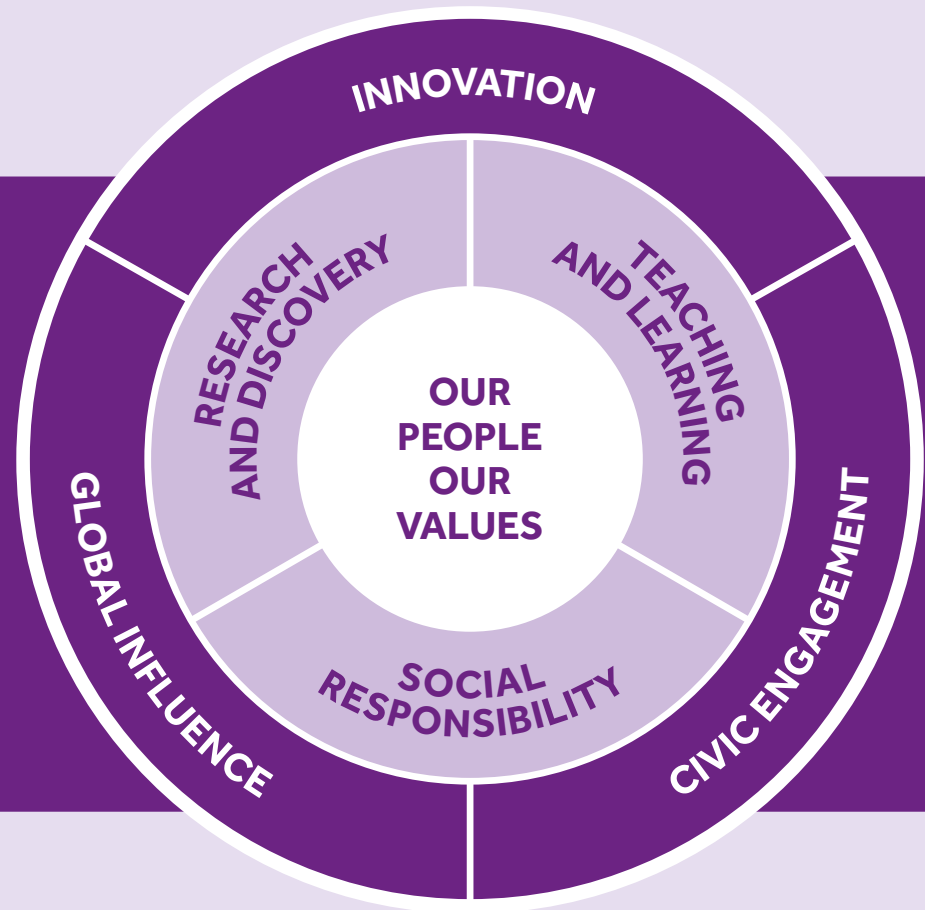 INNOVATION
RESEARCH
AND DISCOVERY
TEACHING
AND LEARNING
OUR
PEOPLE
OUR
VALUES
GLOBAL INFLUENCE
CIVIC ENGAGEMENT
SOCIAL
RESPONSIBILITY